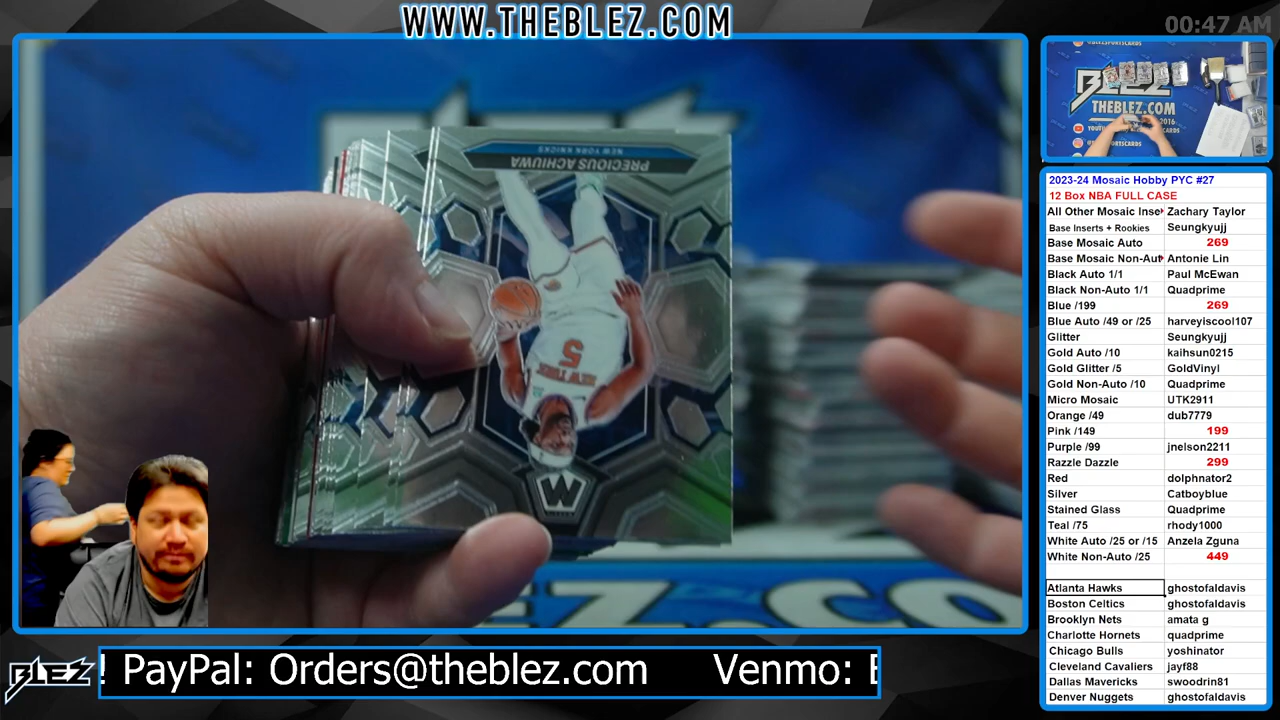 WWW.THEBLEZ.COM
00:47 AM
PRECIOUS ACHIUWA
NEW YORK KNICKS
NEW YORK
5
BLEZ
THEBLEZ.COM
2016
2023-24 Mosaic Hobby PYC #27
12 Box NBA FULL CASE
All Other Mosaic Inse Zachary Taylor
Base Inserts + Rookies Seungkyujj
Base Mosaic Auto 269
Base Mosaic Non-Aut Antonie Lin
Black Auto 1/1 Paul McEwan
Black Non-Auto 1/1 Quadprime
Blue /199 269
Blue Auto /49 or /25 harveyiscool107
Glitter Seungkyujj
Gold Auto /10 kaihsun0215
Gold Glitter /5 GoldVinyl
Gold Non-Auto /10 Quadprime
Micro Mosaic UTK2911
Orange /49 dub7779
Pink /149 199
Purple /99 jnelson2211
Razzle Dazzle 299
Red dolphnator2
Silver Catboyblue
Stained Glass Quadprime
Teal /75 rhody1000
White Auto /25 or /15 Anzela Zguna
White Non-Auto /25 449
Atlanta Hawks ghostofaldavis
Boston Celtics ghostofaldavis
Brooklyn Nets amata g
Charlotte Hornets quadprime
Chicago Bulls yoshinator
Cleveland Cavaliers jayf88
Dallas Mavericks swoodrin81
Denver Nuggets ghostofaldavis
BLEZ
! PayPal: Orders@theblez.com Venmo: B